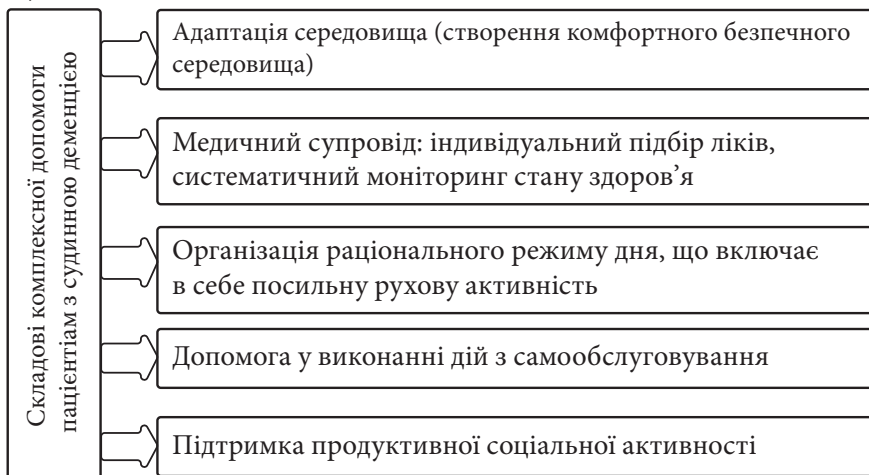 Складові комплексної допомоги
пацієнтіам з судинною деменцією
Адаптація середовища (створення комфортного безпечного
середовища)
Медичний супровід: індивідуальний підбір ліків,
систематичний моніторинг стану здоров’я
Організація раціонального режиму дня, що включає
в себе посильну рухову активність
Допомога у виконанні дій з самообслуговування
Підтримка продуктивної соціальної активності